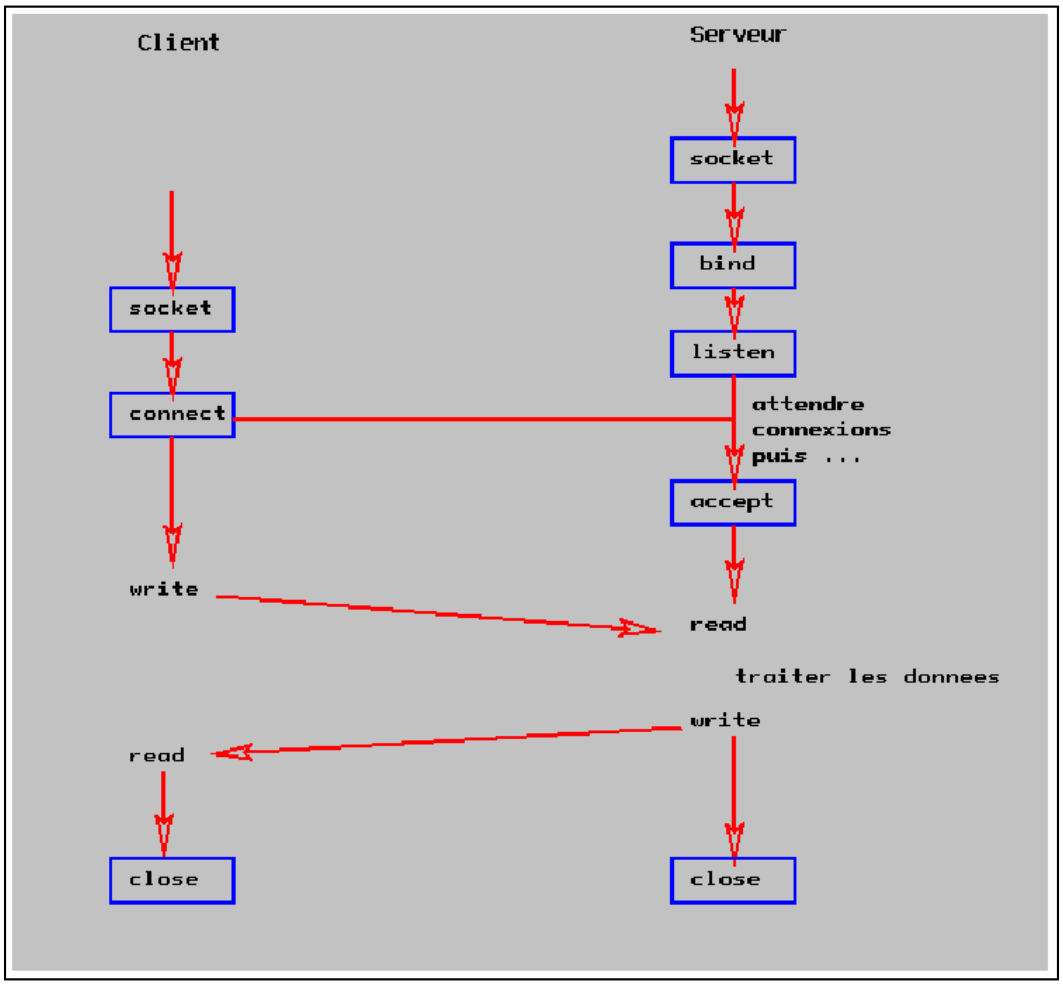 Client
Serveur
socket
bind
socket
listen
connect
attendre
connexions
puis ...
accept
write
read
traiter les donnees
write
read
close
close